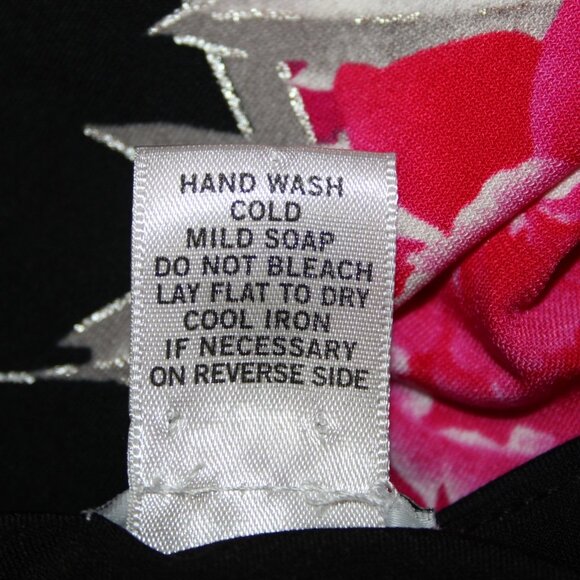 HAND WASH
COLD
MILD SOAP
DO NOT BLEACH
LAY FLAT TO DRY
COOL IRON
IF NECESSARY
ON REVERSE SIDE